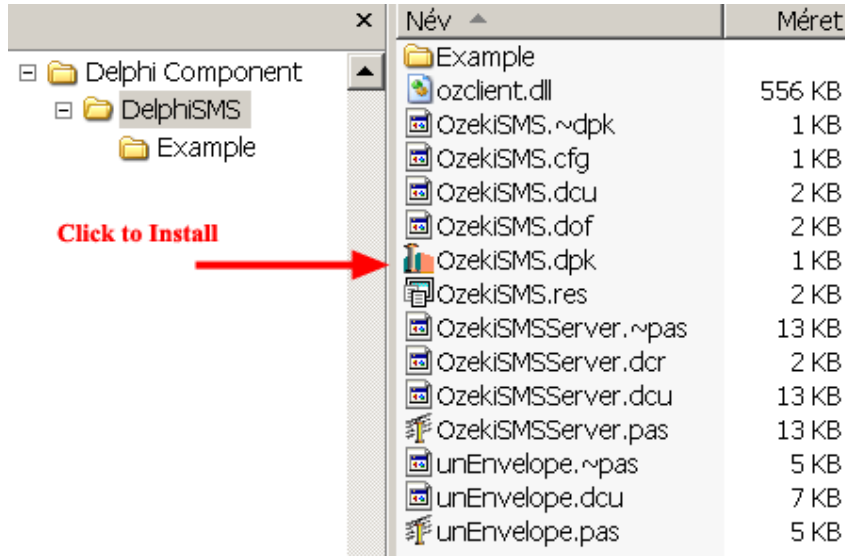 Név Méret
Delphi Component
DelphiSMS
Example
Click to Install
Example
ozclient.dll 556 KB
OzekiSMS.~dpk 1 KB
OzekiSMS.cfg 1 KB
OzekiSMS.dcu 2 KB
OzekiSMS.dof 2 KB
OzekiSMS.dpk 1 KB
OzekiSMS.res 2 KB
OzekiSMSServer.~pas 13 KB
OzekiSMSServer.dcr 2 KB
OzekiSMSServer.dcu 13 KB
OzekiSMSServer.pas 13 KB
unEnvelope.~pas 5 KB
unEnvelope.dcu 7 KB
unEnvelope.pas 5 KB